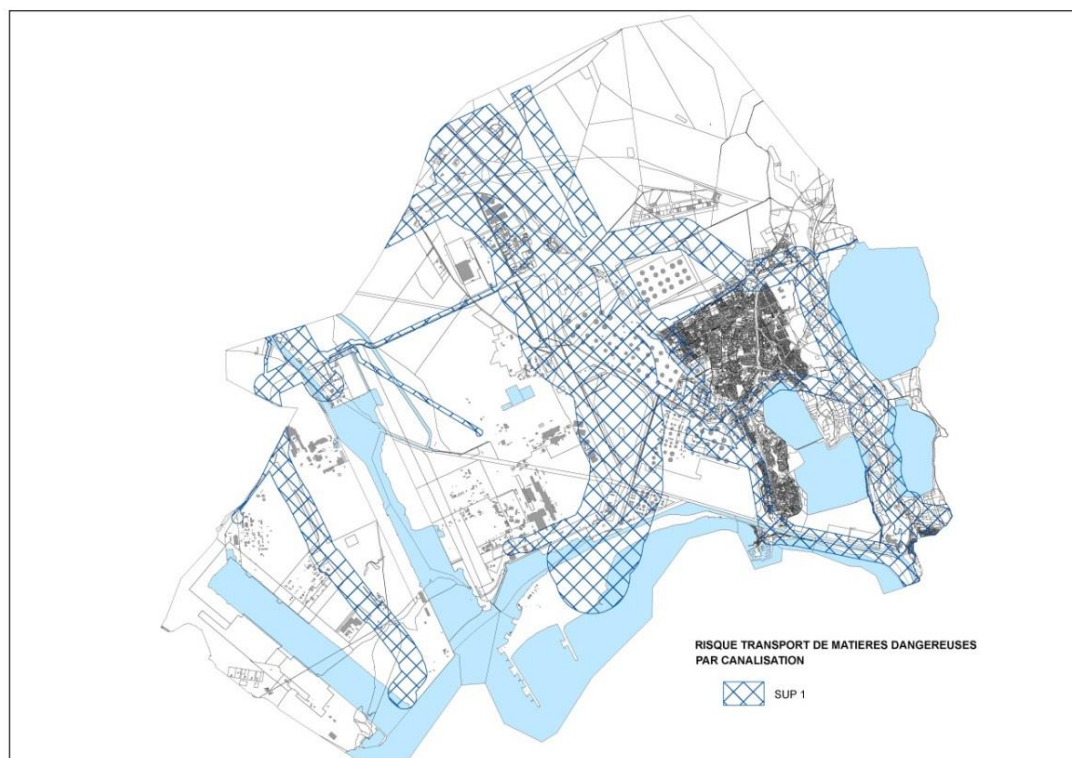 RISQUE TRANSPORT DE MATIERES DANGEREUSES
PAR CANALISATION
SUP 1